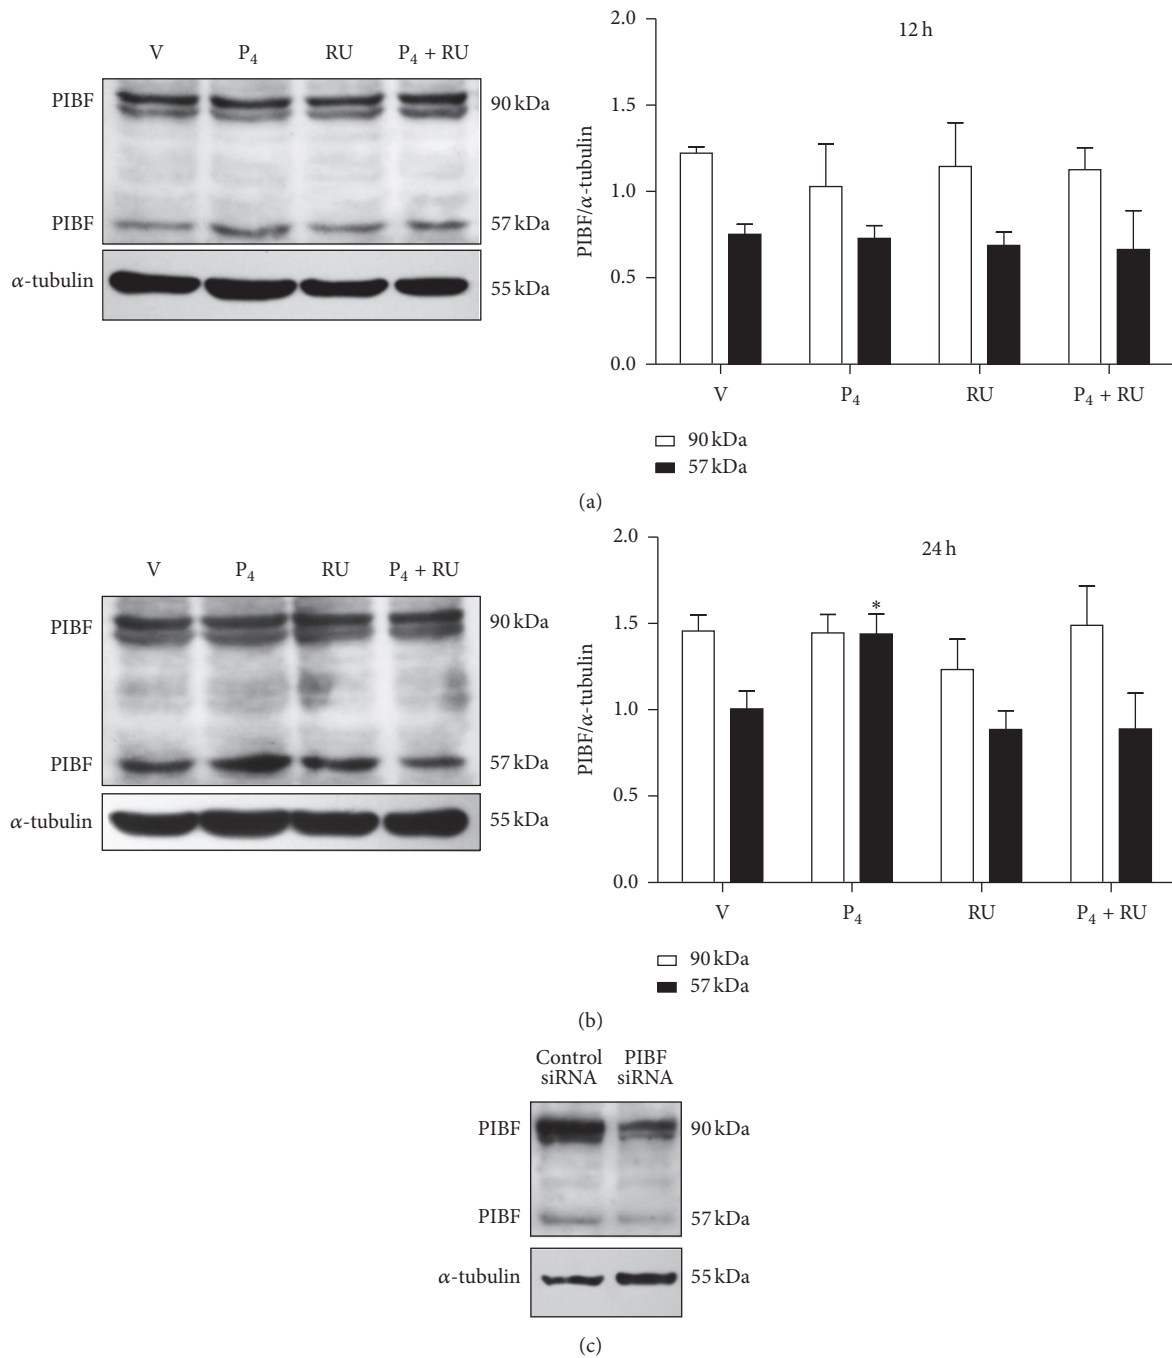 V P₄ RU P₄ + RU
PIBF
90 kDa
PIBF
57 kDa
α-tubulin
55 kDa
12 h
PIBF/α-tubulin
2.0
1.5
1.0
0.5
0.0
V P₄ RU P₄ + RU
90 kDa
57 kDa
(a)
V P₄ RU P₄ + RU
PIBF
90 kDa
PIBF
57 kDa
α-tubulin
55 kDa
24 h
PIBF/α-tubulin
2.0
1.5
1.0
0.5
0.0
*
V P₄ RU P₄ + RU
90 kDa
57 kDa
(b)
Control PIBF
siRNA siRNA
PIBF
90 kDa
PIBF
57 kDa
α-tubulin
55 kDa
(c)